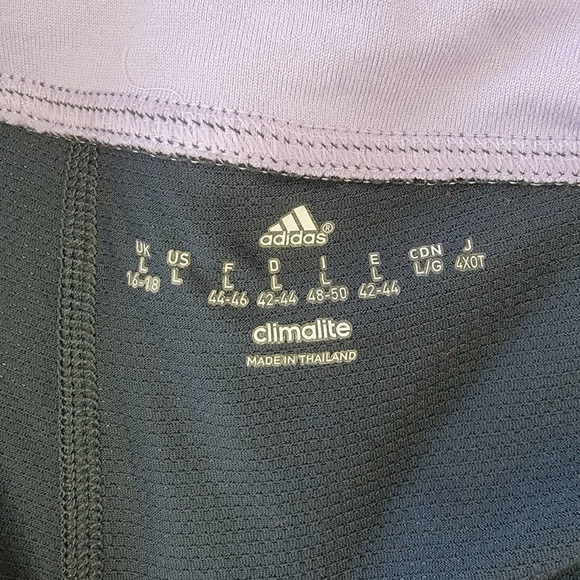 adidas®
UK US F D I E CDN J
L L L L L L L/G 4XOT
16-18 44-46 42-44 48-50 42-44
climalite
MADE IN THAILAND